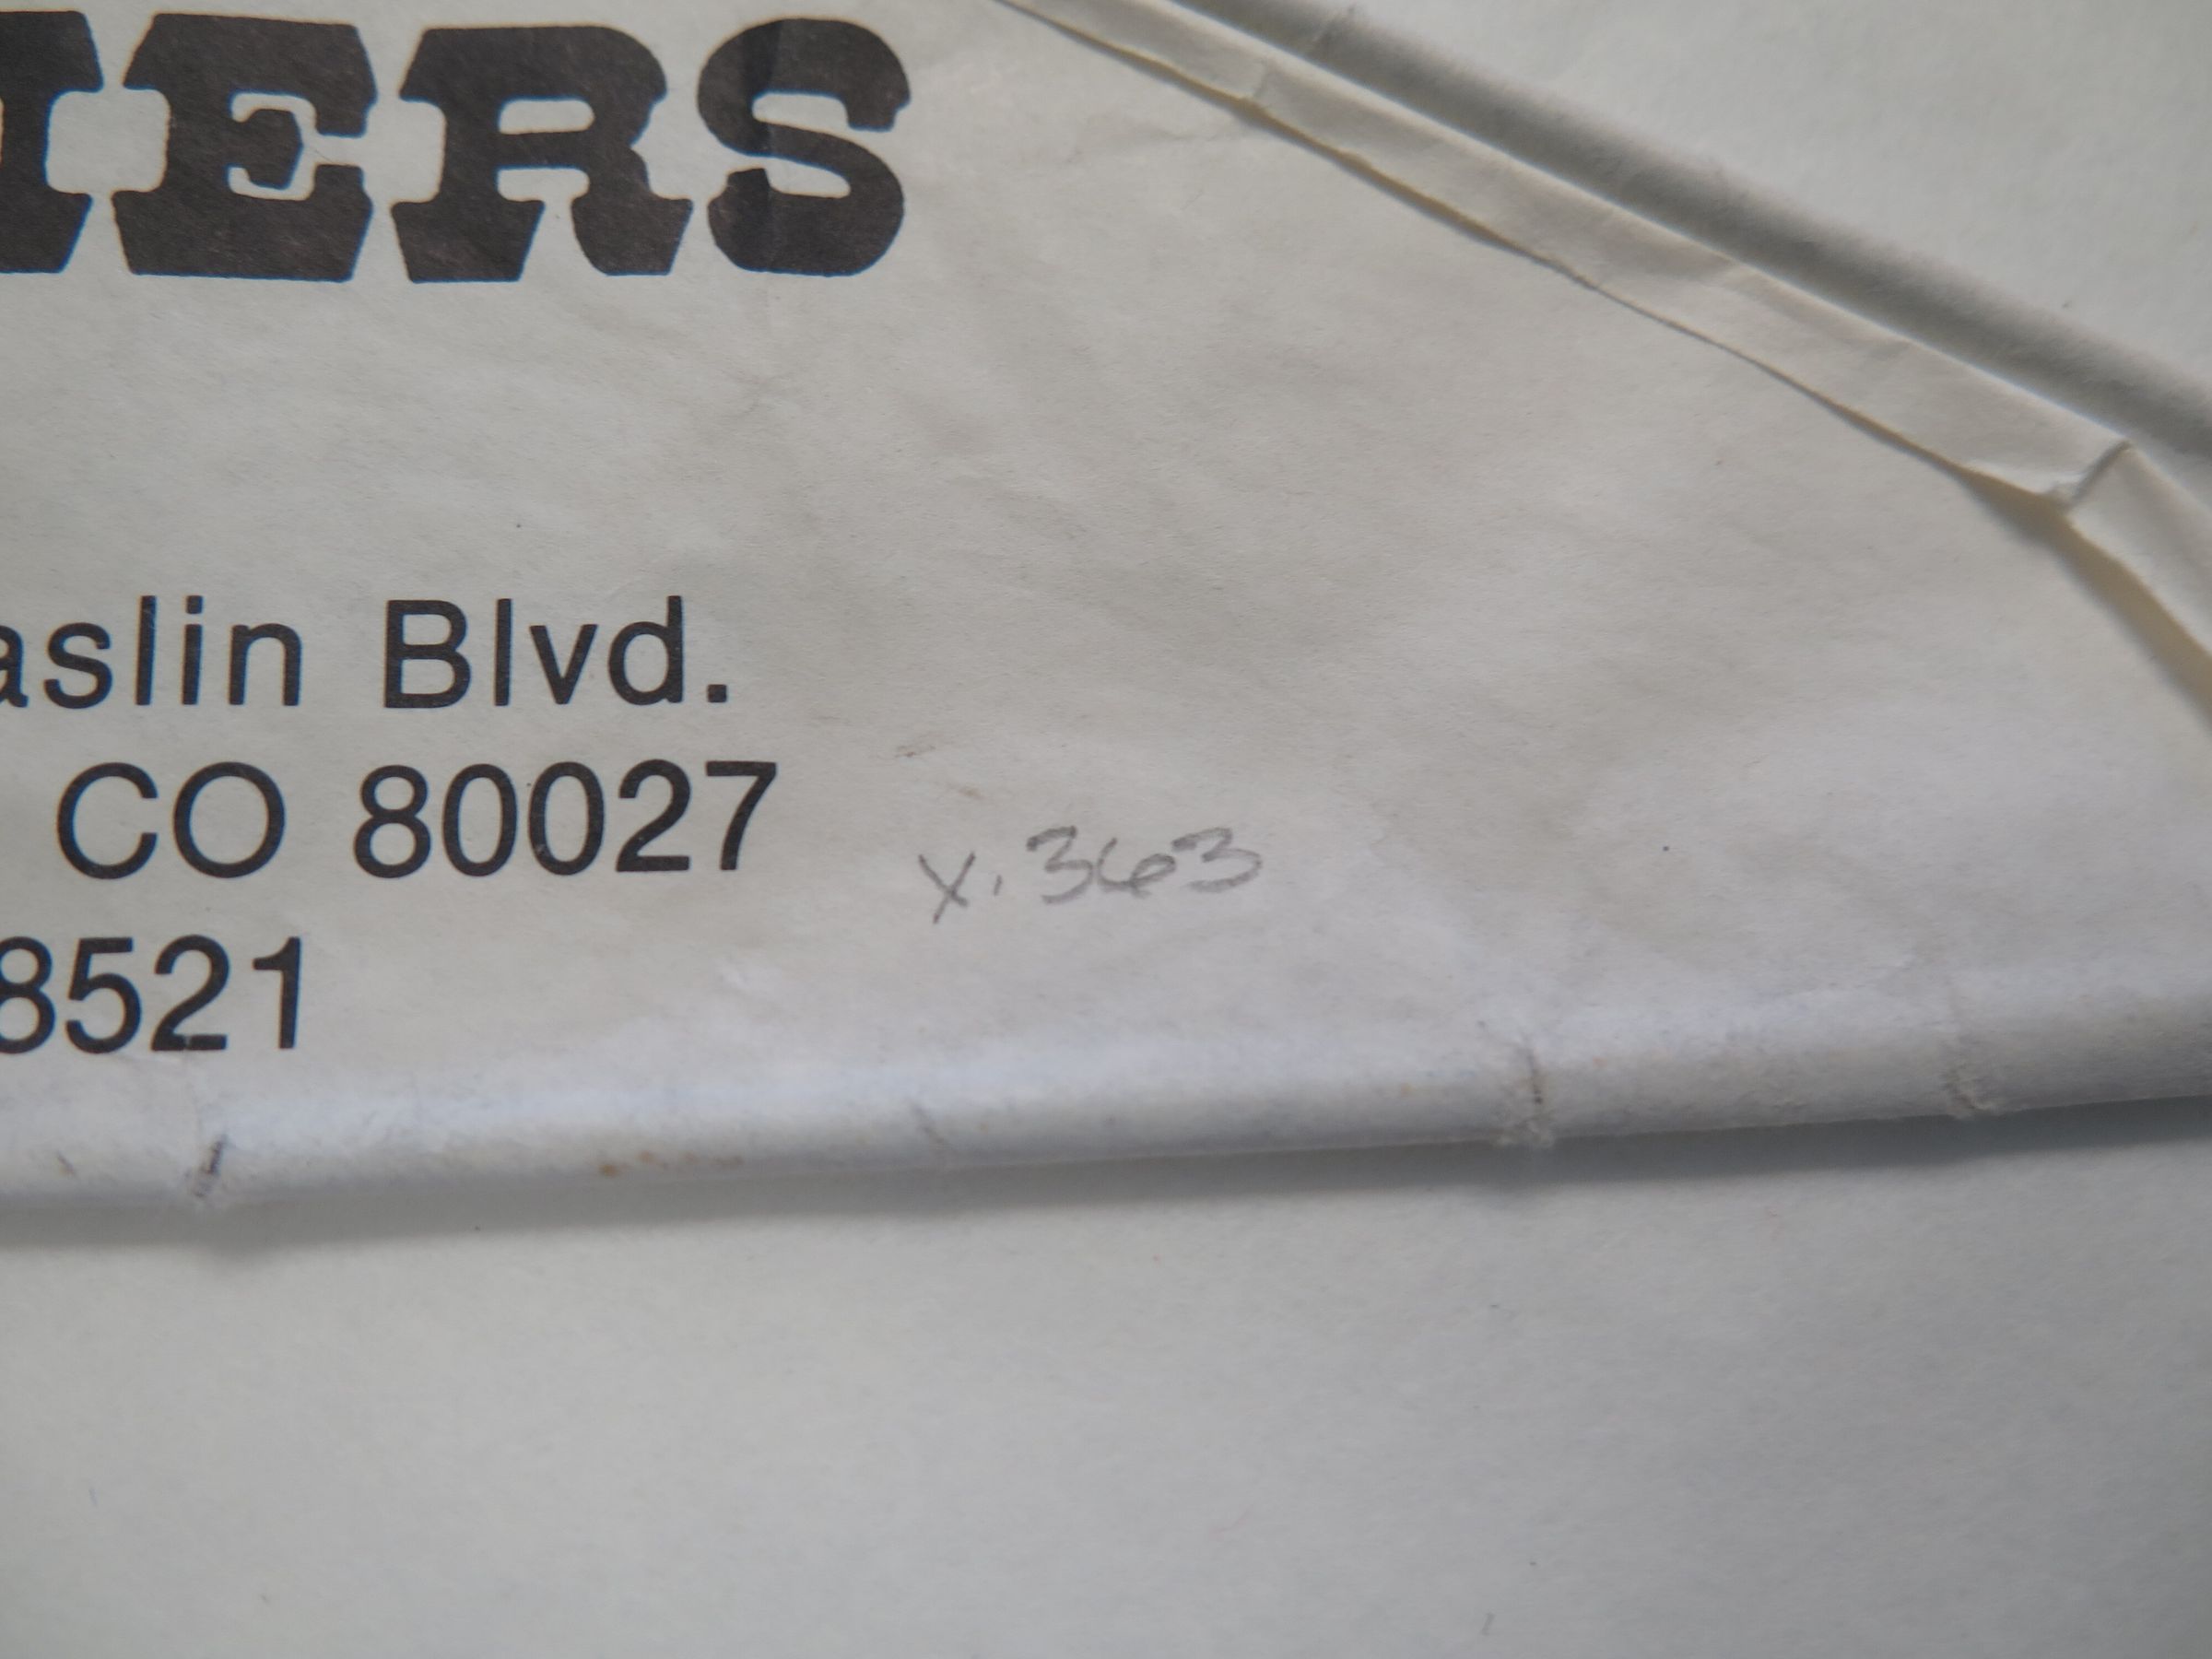 IERS
aslin Blvd.
CO 80027
x. 363
8521